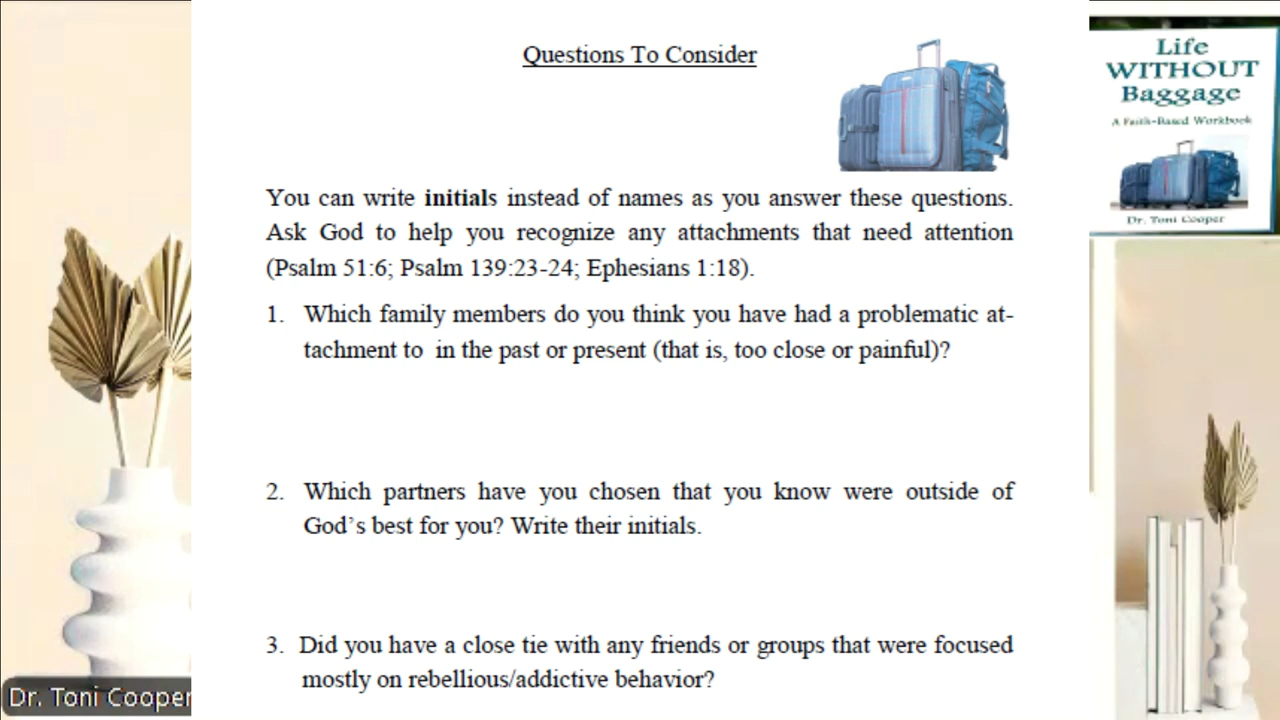 Questions To Consider
You can write initials instead of names as you answer these questions.
Ask God to help you recognize any attachments that need attention
(Psalm 51:6; Psalm 139:23-24; Ephesians 1:18).
1. Which family members do you think you have had a problematic at-
tachment to in the past or present (that is, too close or painful)?
2. Which partners have you chosen that you know were outside of
God's best for you? Write their initials.
3. Did you have a close tie with any friends or groups that were focused
mostly on rebellious/addictive behavior?
Life
WITHOUT
Baggage
A Faith-Based Workbook
Dr. Toni Cooper
Dr. Toni Cooper